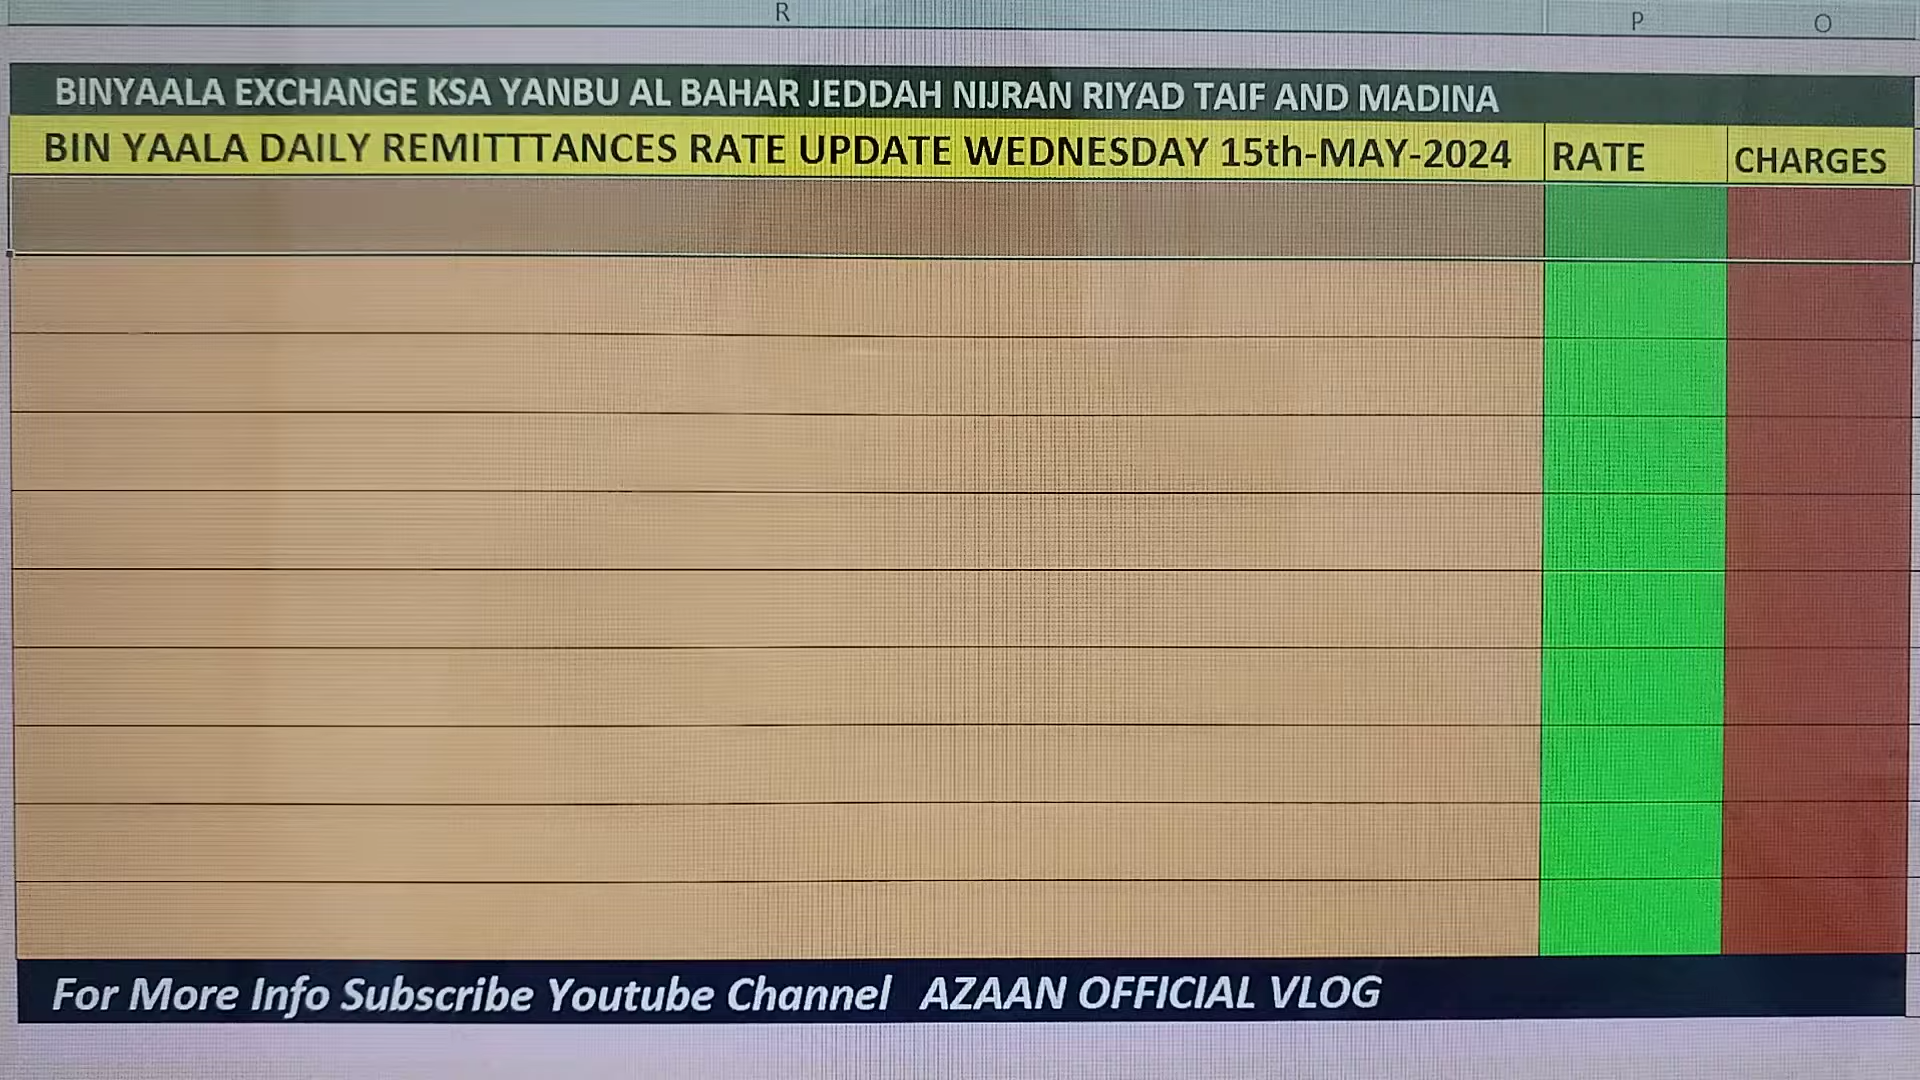 R P O
BINYAALA EXCHANGE KSA YANBU AL BAHAR JEDDAH NIJRAN RIYAD TAIF AND MADINA
BIN YAALA DAILY REMITTTANCES RATE UPDATE WEDNESDAY 15th-MAY-2024 RATE CHARGES
For More Info Subscribe Youtube Channel AZAAN OFFICIAL VLOG